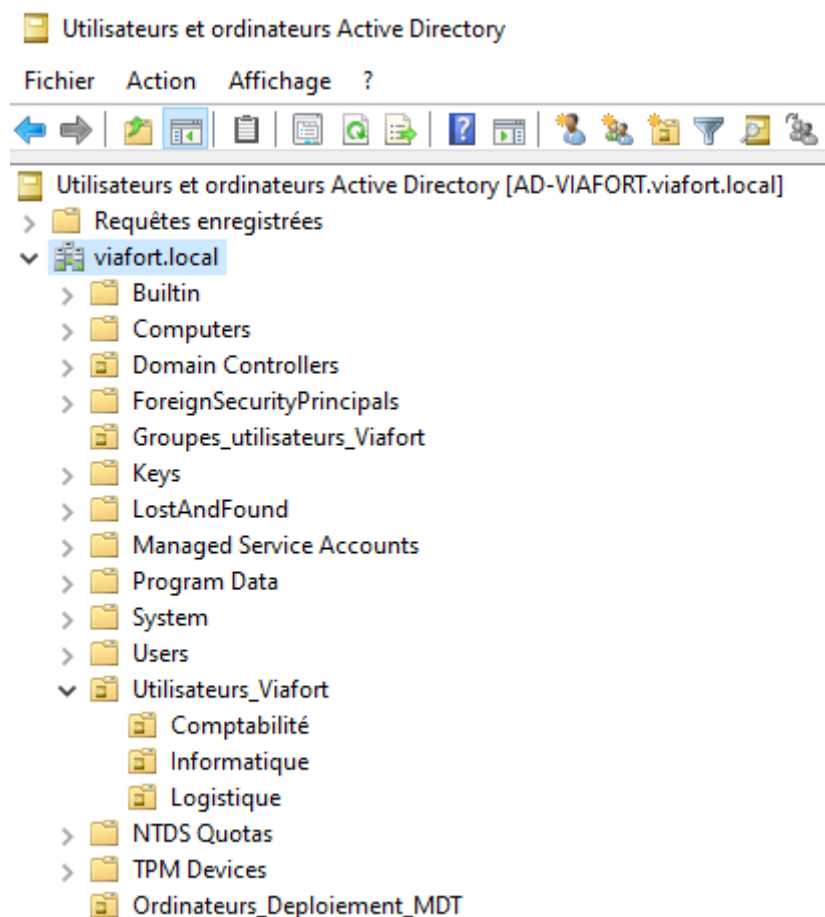 Utilisateurs et ordinateurs Active Directory
Fichier Action Affichage ?
Utilisateurs et ordinateurs Active Directory [AD-VIAFORT.viafort.local]
Requêtes enregistrées
viafort.local
Builtin
Computers
Domain Controllers
ForeignSecurityPrincipals
Groupes_utilisateurs_Viafort
Keys
LostAndFound
Managed Service Accounts
Program Data
System
Users
Utilisateurs_Viafort
Comptabilité
Informatique
Logistique
NTDS Quotas
TPM Devices
Ordinateurs_Deploiement_MDT